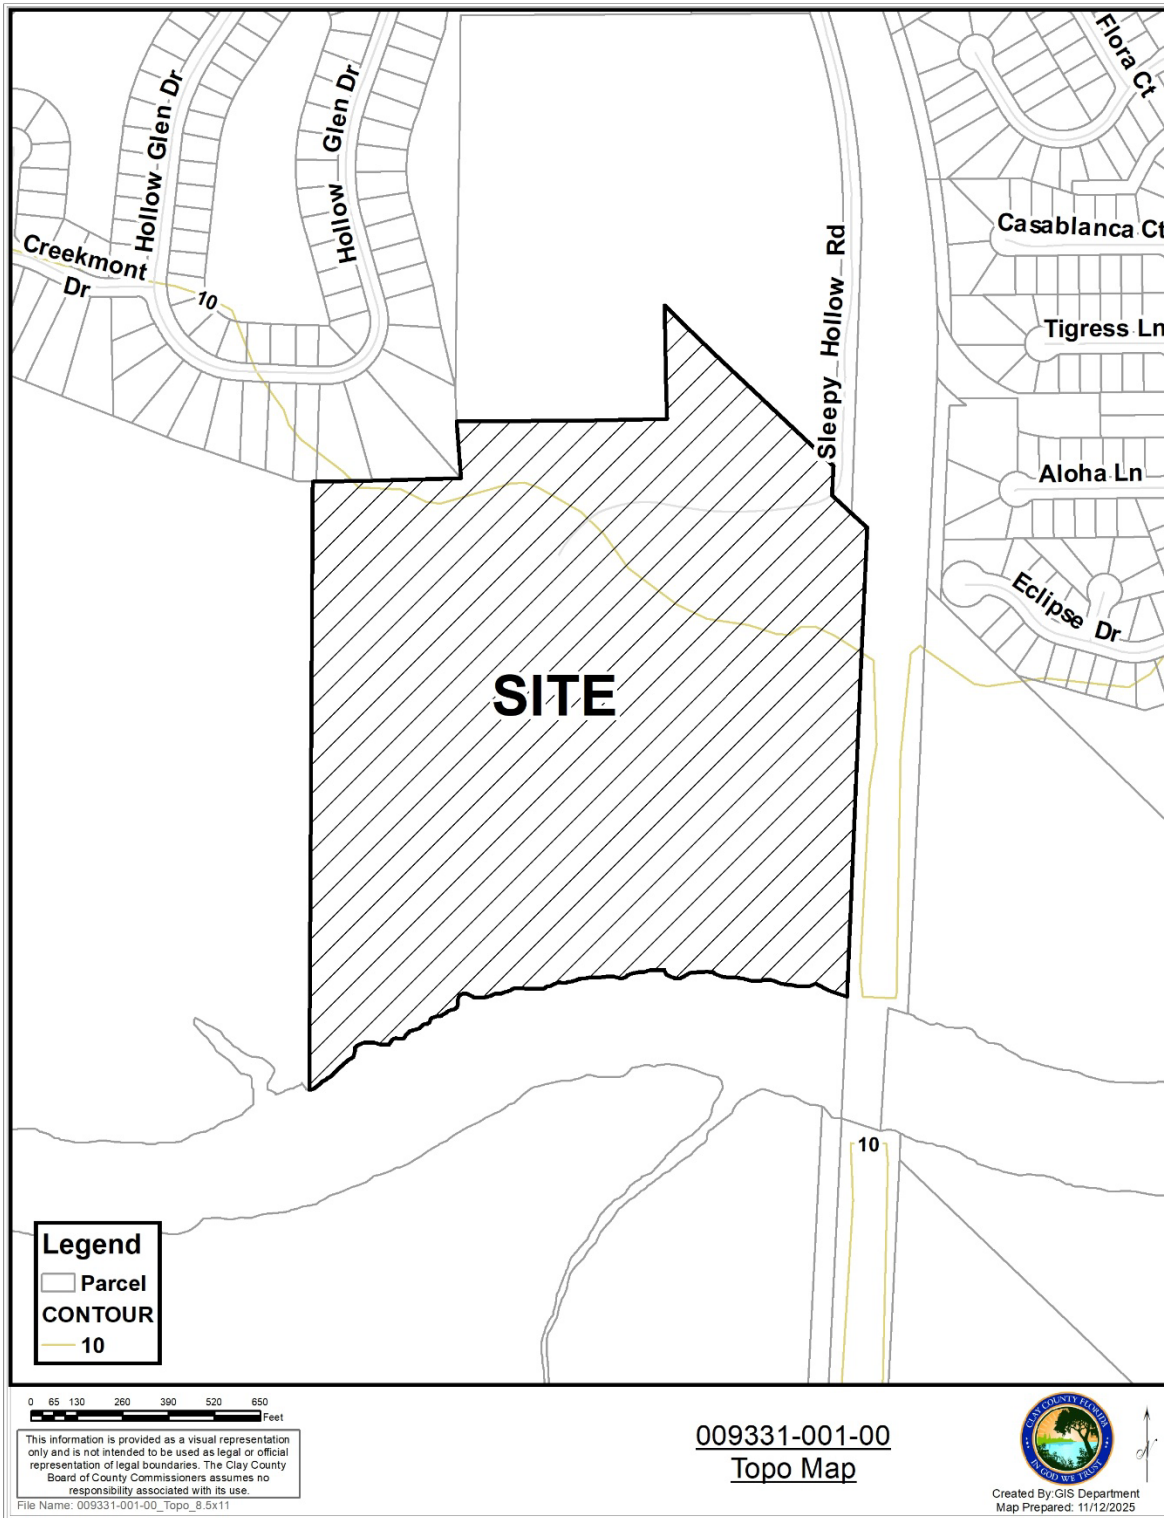 Flora Ct
Hollow Glen Dr
Hollow Glen Dr
Creekmont
Dr
10
Sleepy Hollow Rd
Casablanca Ct
Tigress Ln
Aloha Ln
Eclipse Dr
SITE
10
Legend
Parcel
CONTOUR
10
0 65 130 260 390 520 650
Feet
This information is provided as a visual representation
only and is not intended to be used as legal or official
representation of legal boundaries. The Clay County
Board of County Commissioners assumes no
responsibility associated with its use.
File Name: 009331-001-00_Topo_8.5x11
009331-001-00
Topo Map
CLAY COUNTY FLORIDA
IN GOD WE TRUST
N
Created By:GIS Department
Map Prepared: 11/12/2025